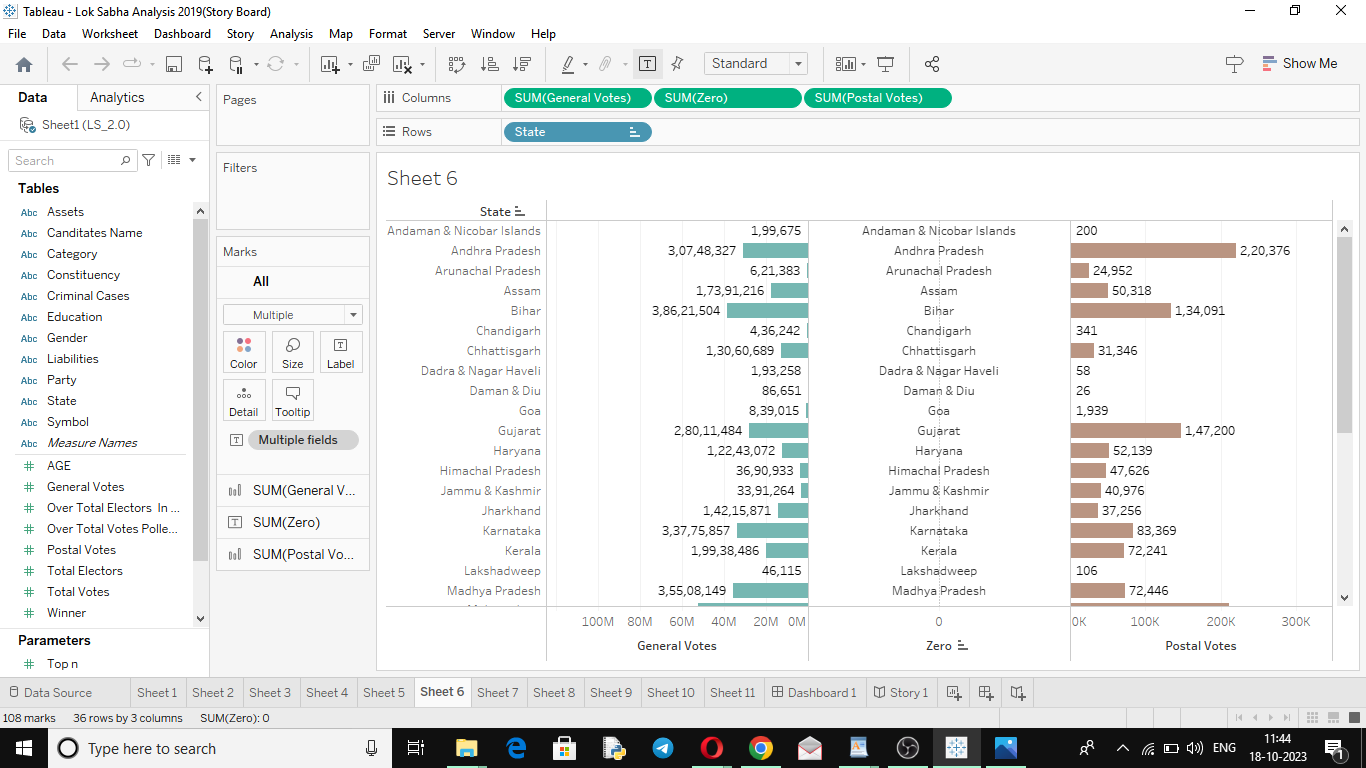 Tableau - Lok Sabha Analysis 2019(Story Board)
File Data Worksheet Dashboard Story Analysis Map Format Server Window Help
Standard Show Me
Data Analytics
Sheet1 (LS_2.0)
Search
Tables
Abc Assets
Abc Canditates Name
Abc Category
Abc Constituency
Abc Criminal Cases
Abc Education
Abc Gender
Abc Liabilities
Abc Party
Abc State
Abc Symbol
Abc Measure Names
# AGE
# General Votes
# Over Total Electors In ...
# Over Total Votes Polle...
# Postal Votes
# Total Electors
# Total Votes
# Winner
Parameters
# Top n
Pages
Filters
Marks
All
Multiple
Color Size Label
Detail Tooltip
Multiple fields
SUM(General V...
SUM(Zero)
SUM(Postal Vo...
Columns SUM(General Votes) SUM(Zero) SUM(Postal Votes)
Rows State
Sheet 6
State
Andaman & Nicobar Islands 1,99,675 Andaman & Nicobar Islands 200
Andhra Pradesh 3,07,48,327 Andhra Pradesh 2,20,376
Arunachal Pradesh 6,21,383 Arunachal Pradesh 24,952
Assam 1,73,91,216 Assam 50,318
Bihar 3,86,21,504 Bihar 1,34,091
Chandigarh 4,36,242 Chandigarh 341
Chhattisgarh 1,30,60,689 Chhattisgarh 31,346
Dadra & Nagar Haveli 1,93,258 Dadra & Nagar Haveli 58
Daman & Diu 86,651 Daman & Diu 26
Goa 8,39,015 Goa 1,939
Gujarat 2,80,11,484 Gujarat 1,47,200
Haryana 1,22,43,072 Haryana 52,139
Himachal Pradesh 36,90,933 Himachal Pradesh 47,626
Jammu & Kashmir 33,91,264 Jammu & Kashmir 40,976
Jharkhand 1,42,15,871 Jharkhand 37,256
Karnataka 3,37,75,857 Karnataka 83,369
Kerala 1,99,38,486 Kerala 72,241
Lakshadweep 46,115 Lakshadweep 106
Madhya Pradesh 3,55,08,149 Madhya Pradesh 72,446
100M 80M 60M 40M 20M 0M 0 0K 100K 200K 300K
General Votes Zero Postal Votes
Data Source Sheet 1 Sheet 2 Sheet 3 Sheet 4 Sheet 5 Sheet 6 Sheet 7 Sheet 8 Sheet 9 Sheet 10 Sheet 11 Dashboard 1 Story 1
108 marks 36 rows by 3 columns SUM(Zero): 0
Type here to search
ENG
11:44
18-10-2023
1